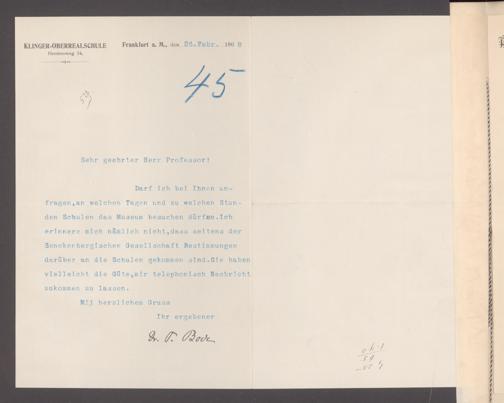 KLINGER-OBERREALSCHULE
Frankfurt a. M., den 26. Febr. 190
45
Sehr geehrter Herr Professor!
Darf ich bei Ihnen an-
fragen, an welchen Tagen und zu welchen Stun-
den Schulen das Museum besuchen dürfen. Ich
erinnere mich nämlich nicht, dass seitens der
Senckenbergischen Gesellschaft Bestimmungen
darüber an die Schulen gekommen sind. Sie haben
vielleicht die Güte, mir telephonisch Nachricht
zukommen zu lassen.
Mij herzlichem Gruss
Ihr ergebener
Dr. P. Bode